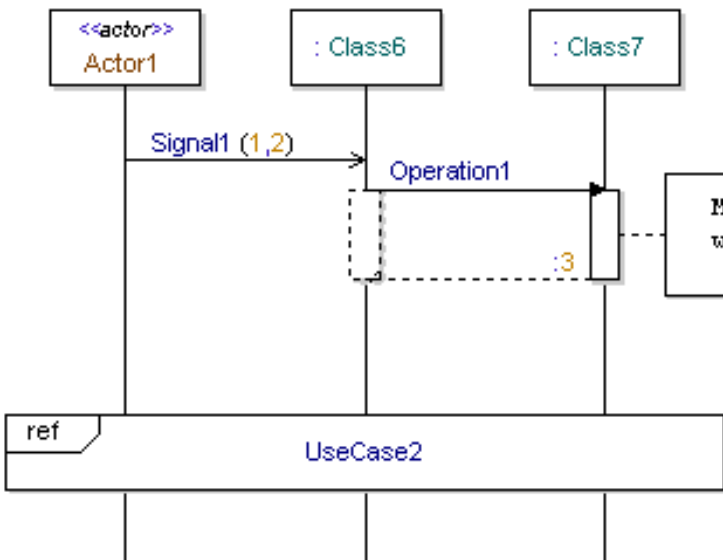 <<actor>>
Actor1
: Class6
: Class7
Signal1 (1,2)
Operation1
:3
ref
UseCase2